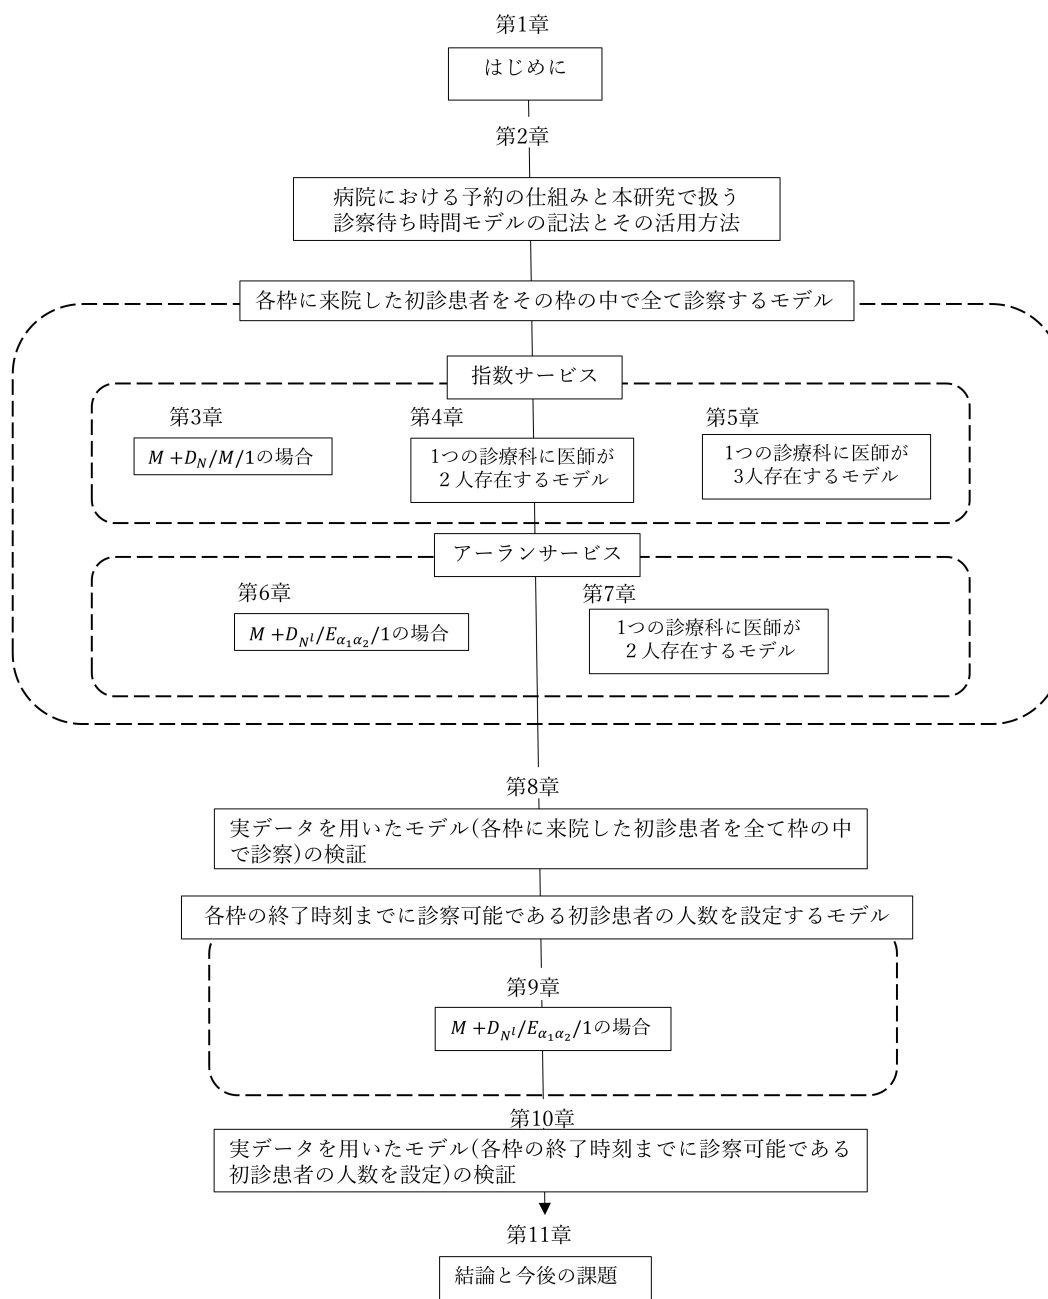 第1章
はじめに
第2章
病院における予約の仕組みと本研究で扱う
診察待ち時間モデルの記法とその活用方法
各枠に来院した初診患者をその枠の中で全て診察するモデル
指数サービス
第3章
M +D_N/M/1の場合
第4章
1つの診療科に医師が
２人存在するモデル
第5章
1つの診療科に医師が
3人存在するモデル
アーランサービス
第6章
M +D_{N^l}/E_{α_1α_2}/1の場合
第7章
1つの診療科に医師が
２人存在するモデル
第8章
実データを用いたモデル(各枠に来院した初診患者を全て枠の中
で診察)の検証
各枠の終了時刻までに診察可能である初診患者の人数を設定するモデル
第9章
M +D_{N^l}/E_{α_1α_2}/1の場合
第10章
実データを用いたモデル(各枠の終了時刻までに診察可能である
初診患者の人数を設定)の検証
第11章
結論と今後の課題